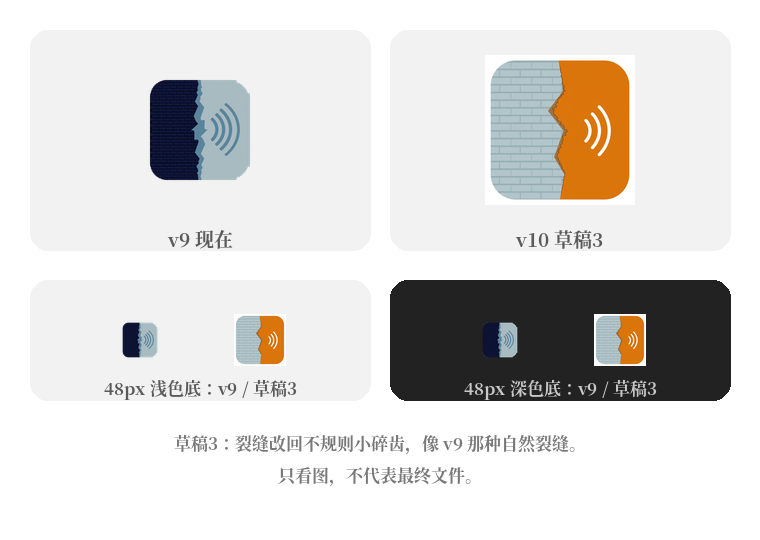 v9 现在
v10 草稿3
48px 浅色底：v9 / 草稿3
48px 深色底：v9 / 草稿3
草稿3：裂缝改回不规则小碎齿，像 v9 那种自然裂缝。
只看图，不代表最终文件。